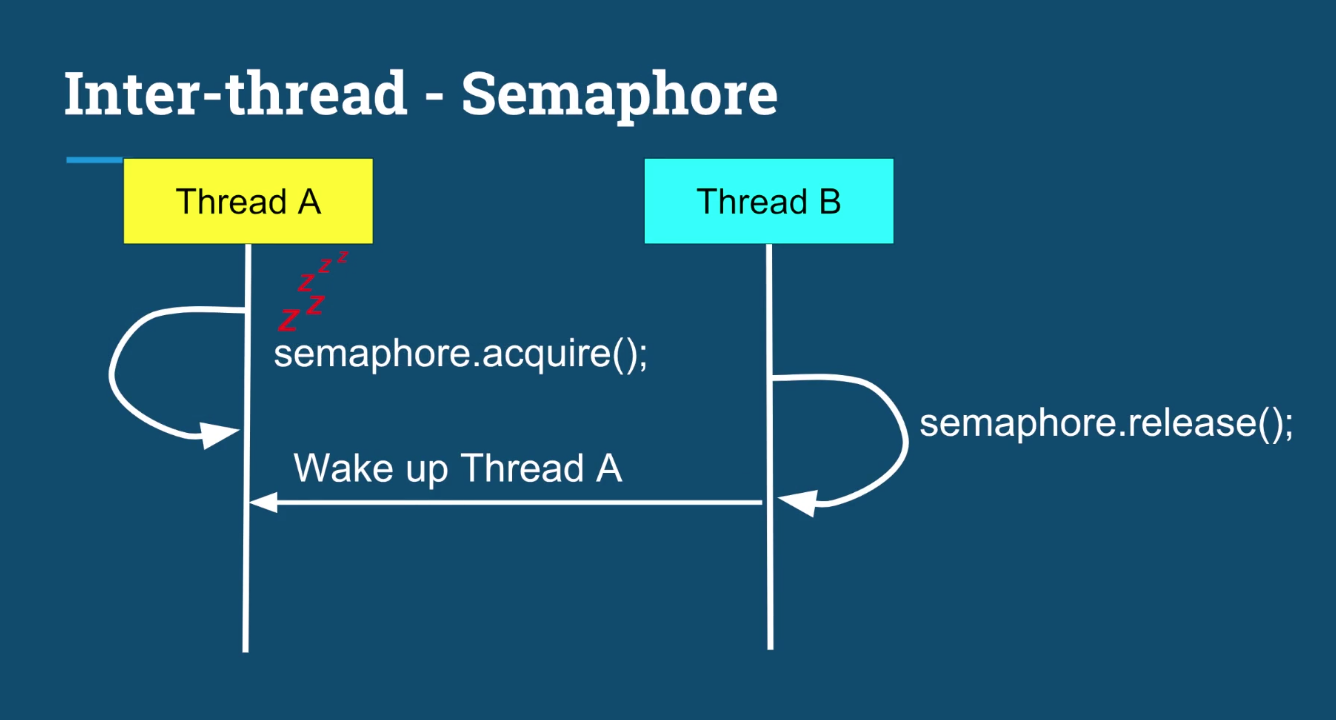 Inter-thread - Semaphore
Thread A
Thread B
z
z
z
z
z
semaphore.acquire();
semaphore.release();
Wake up Thread A